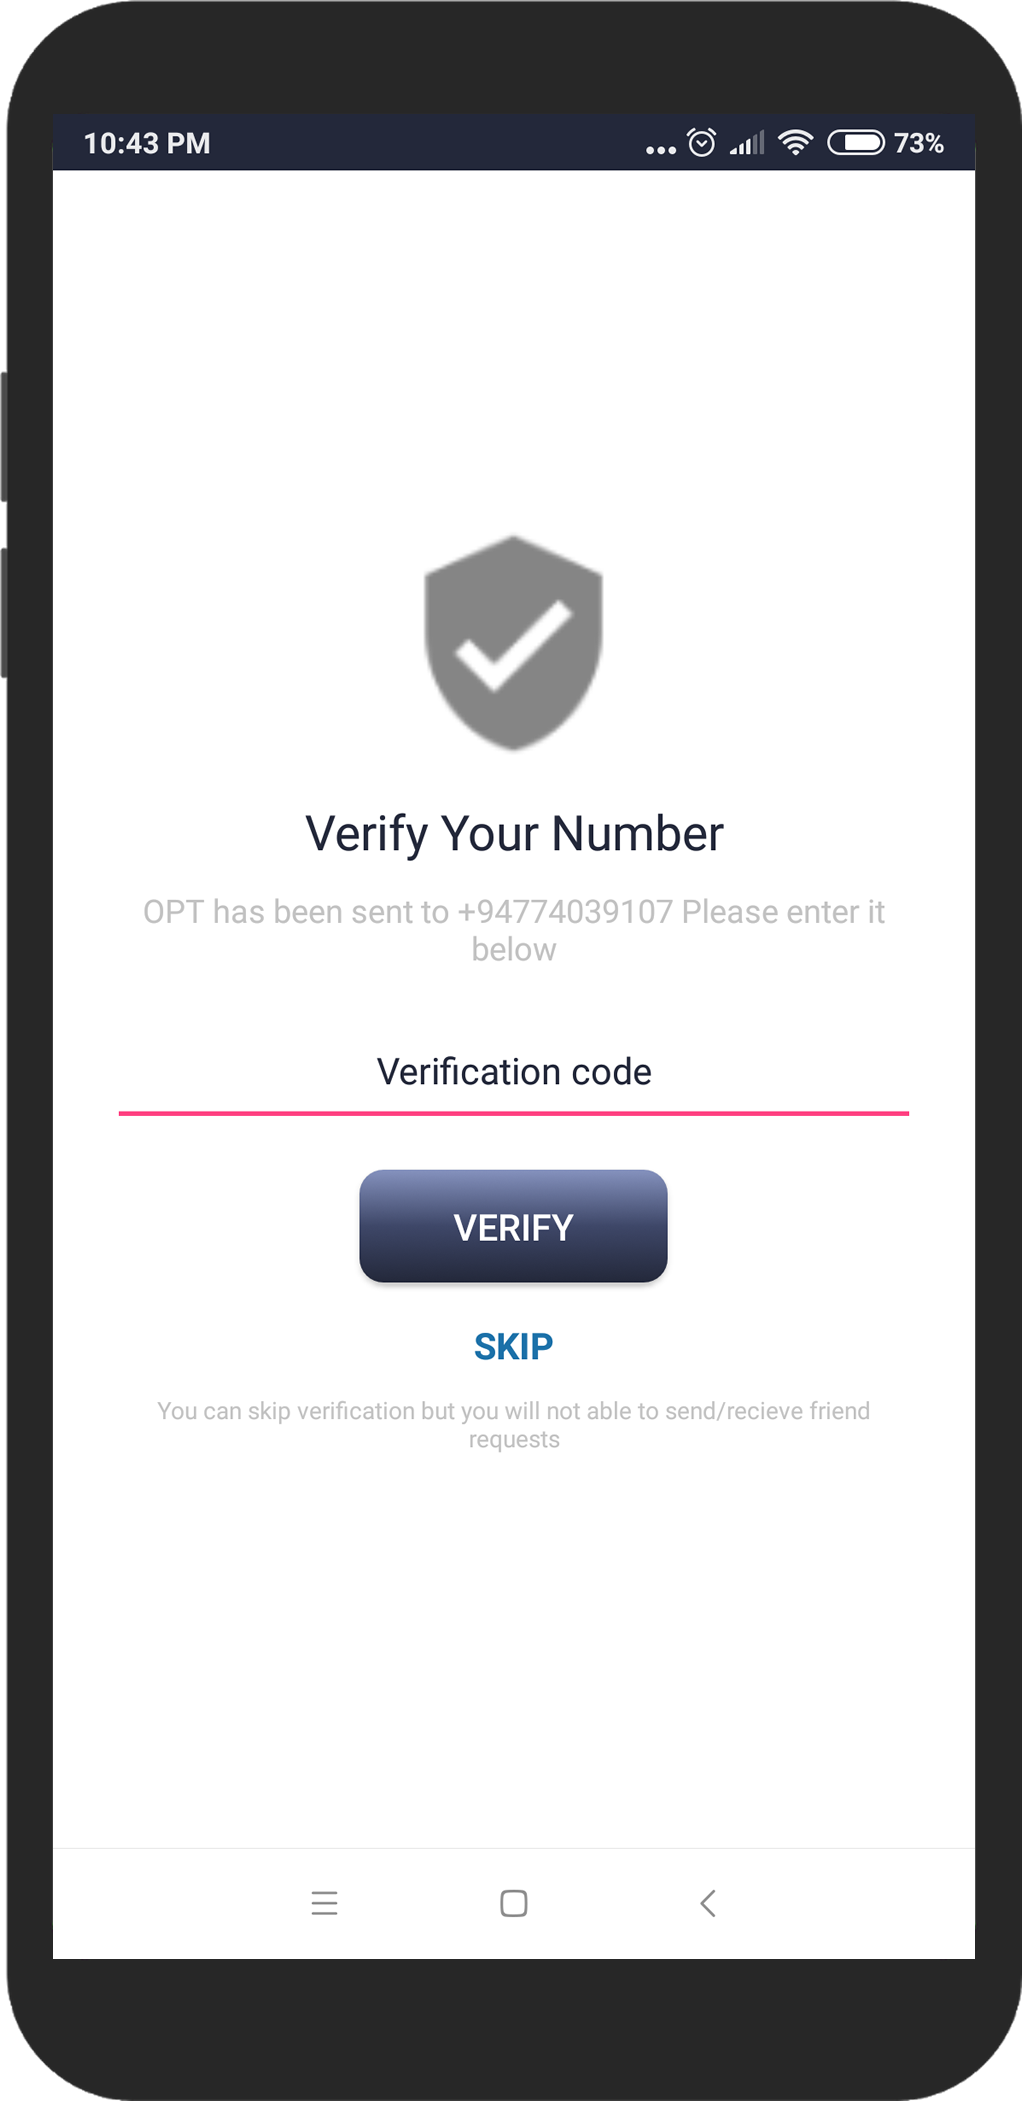 10:43 PM
73%
Verify Your Number
OPT has been sent to +94774039107 Please enter it
below
Verification code
VERIFY
SKIP
You can skip verification but you will not able to send/recieve friend
requests